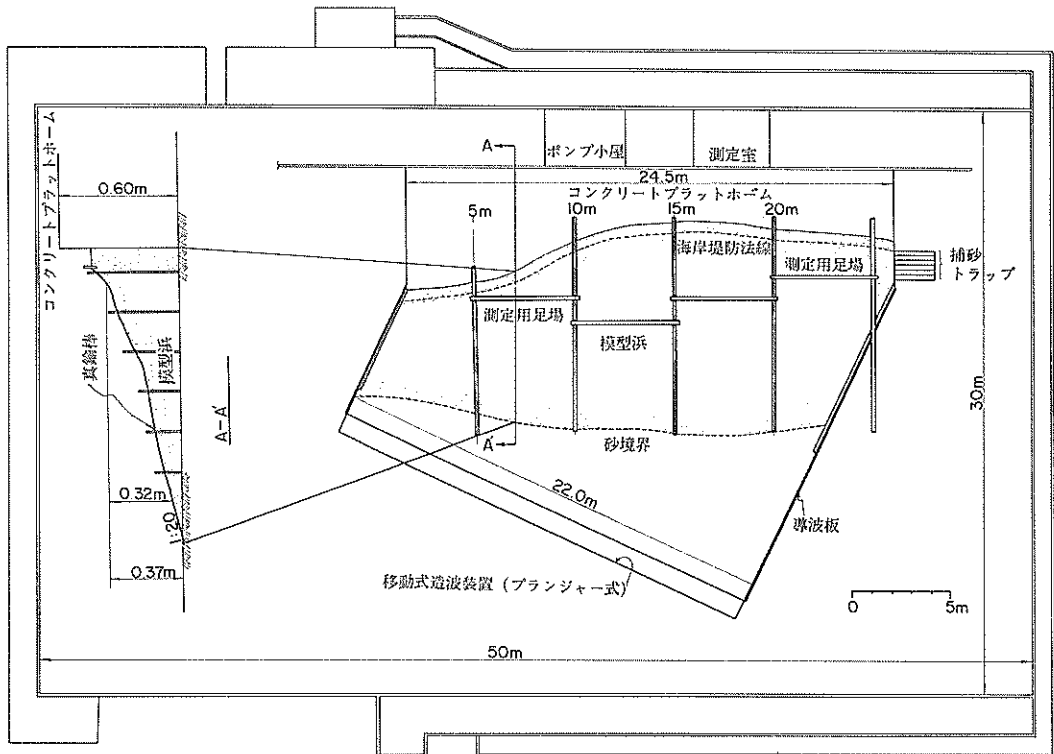 コンクリートプラットホーム
0.60m
真鍮棒
模型浜
A-A'
0.32m
1:20
0.37m
A
ポンプ小屋
測定室
24.5m
コンクリートプラットホーム
5m
10m
15m
20m
海岸堤防法線
測定用足場
捕砂
トラップ
測定用足場
模型浜
A'
砂境界
22.0m
導波板
移動式造波装置(プランジャー式)
0
5m
30m
50m